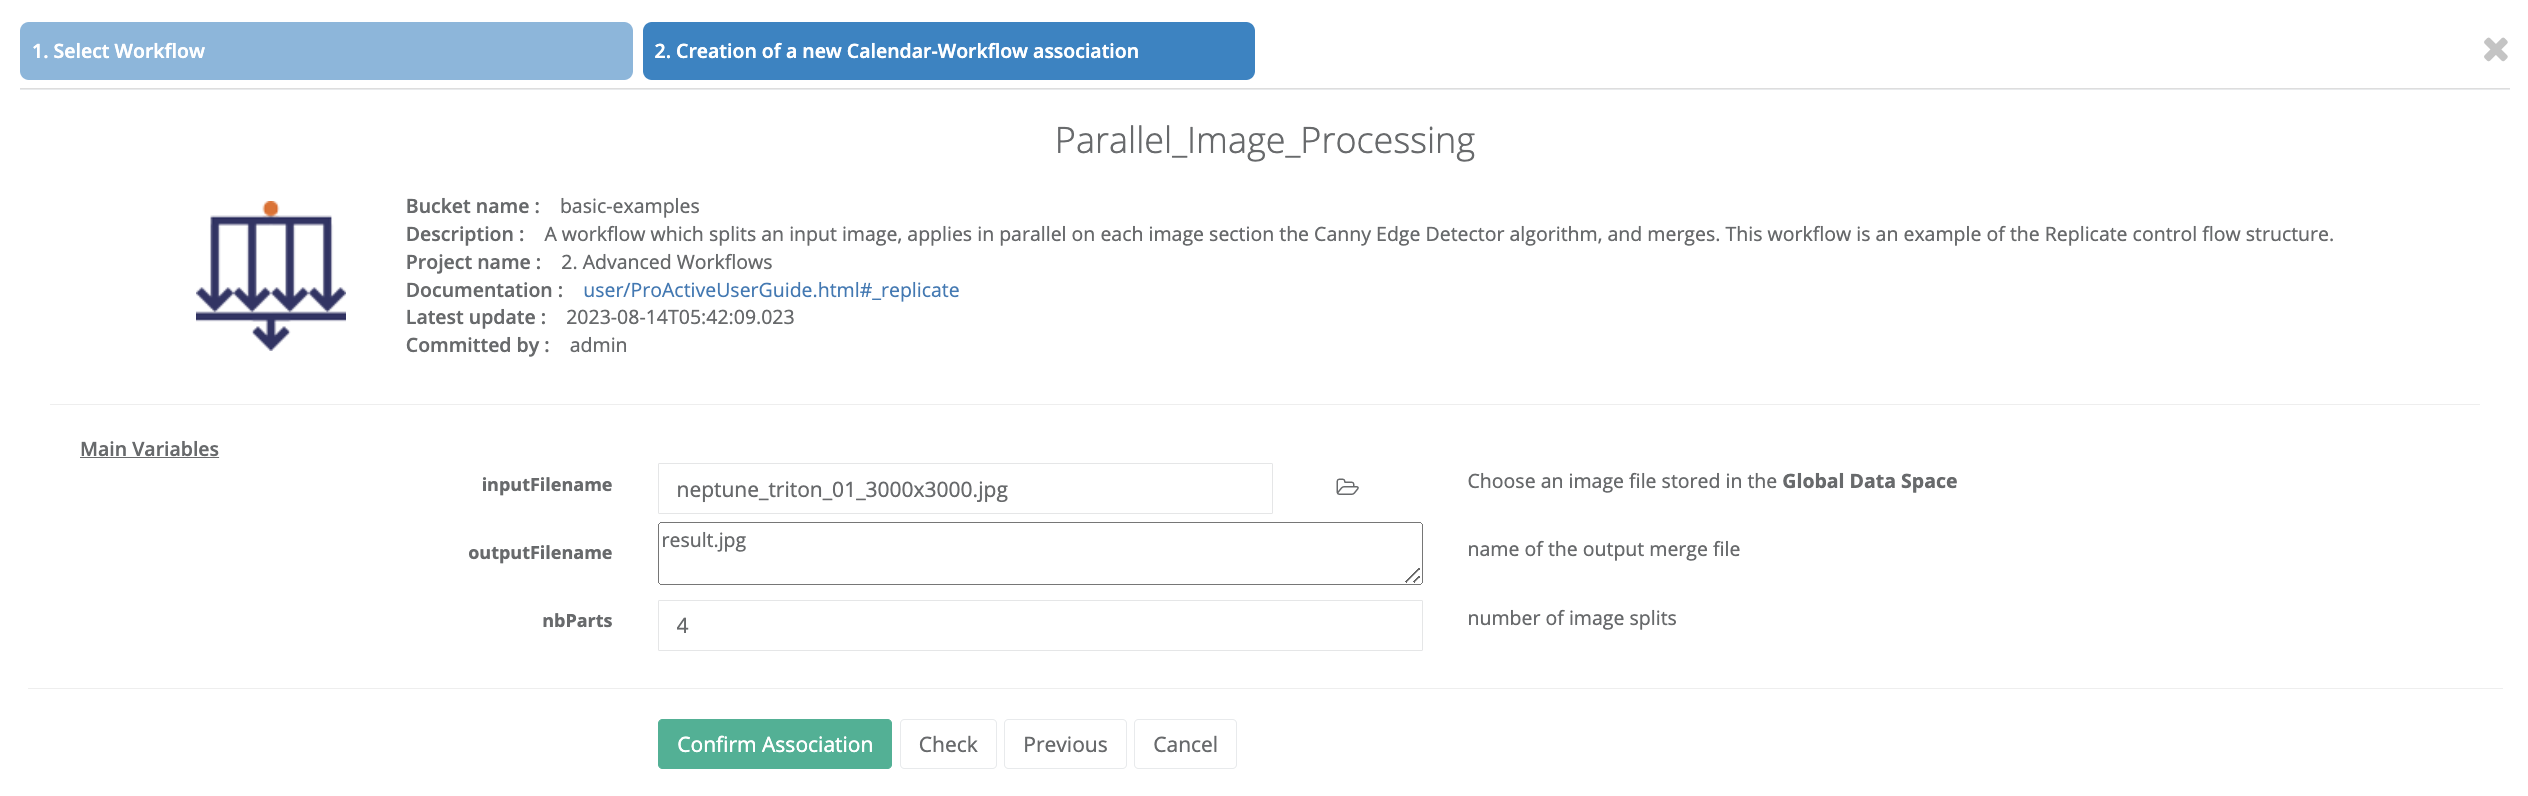 1. Select Workflow
2. Creation of a new Calendar-Workflow association
Parallel_Image_Processing
Bucket name : basic-examples
Description : A workflow which splits an input image, applies in parallel on each image section the Canny Edge Detector algorithm, and merges. This workflow is an example of the Replicate control flow structure.
Project name : 2. Advanced Workflows
Documentation : user/ProActiveUserGuide.html#_replicate
Latest update : 2023-08-14T05:42:09.023
Committed by : admin
Main Variables
inputFilename neptune_triton_01_3000x3000.jpg Choose an image file stored in the Global Data Space
outputFilename result.jpg name of the output merge file
nbParts 4 number of image splits
Confirm Association Check Previous Cancel